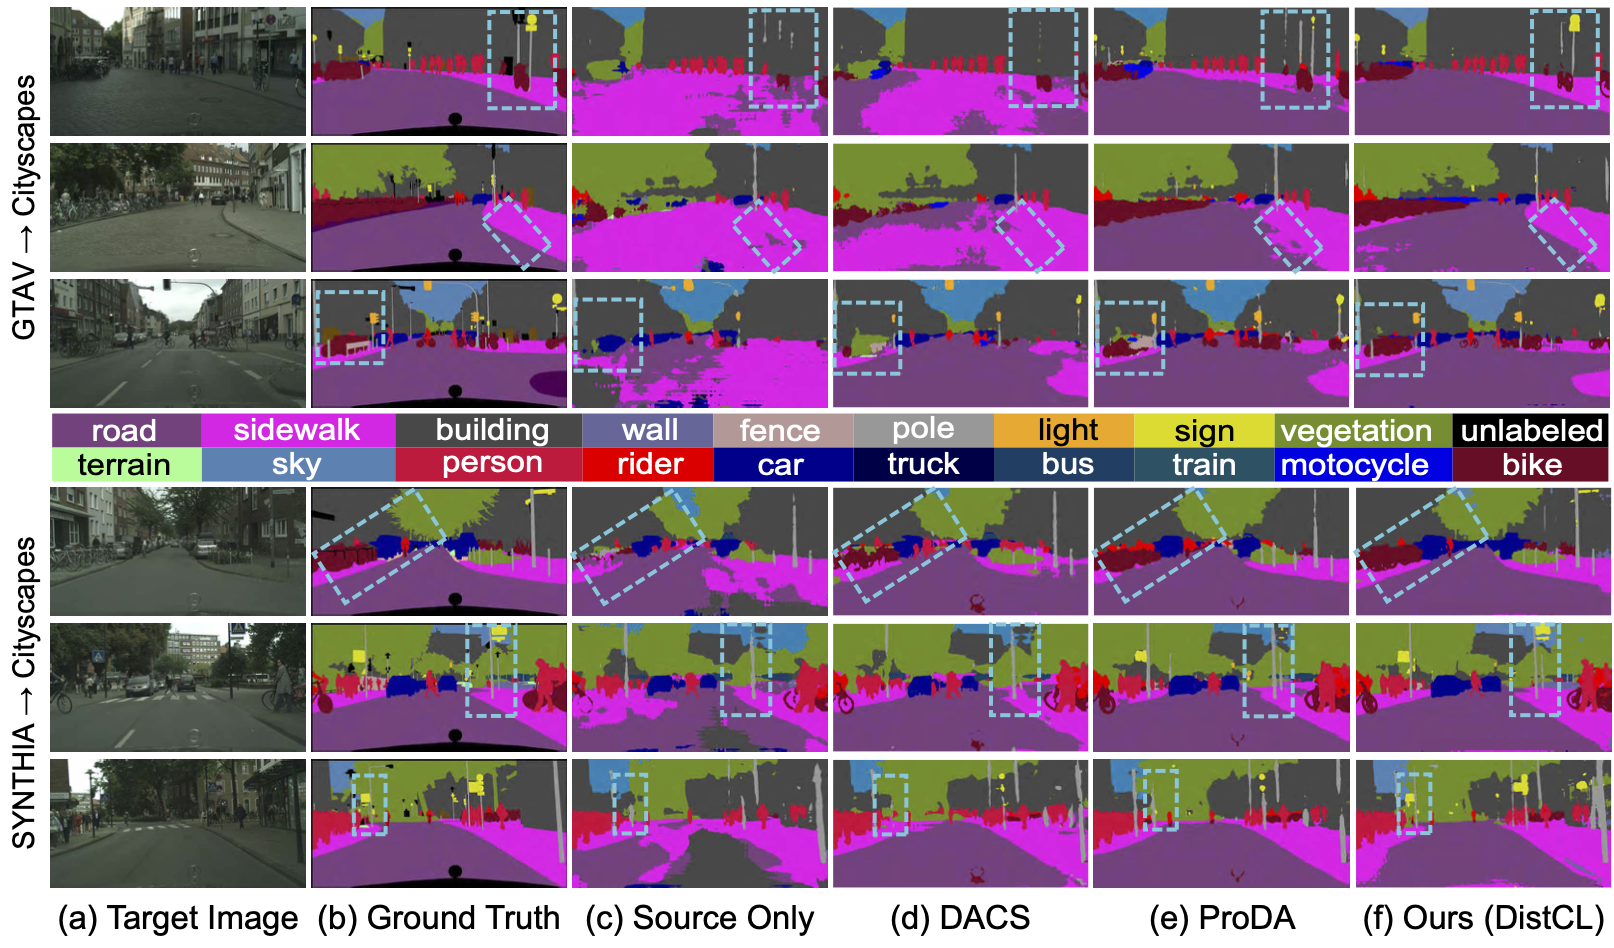 GTAV → Cityscapes
road sidewalk building wall fence pole light sign vegetation unlabeled
terrain sky person rider car truck bus train motocycle bike
SYNTHIA → Cityscapes
(a) Target Image (b) Ground Truth (c) Source Only (d) DACS (e) ProDA (f) Ours (DistCL)